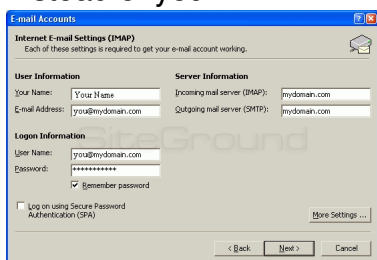 E-mail Accounts
Internet E-mail Settings (IMAP)
Each of these settings is required to get your e-mail account working.
User Information
Server Information
Your Name: Your Name
Incoming mail server (IMAP): mydomain.com
E-mail Address: you@mydomain.com
Outgoing mail server (SMTP): mydomain.com
SiteGround
Logon Information
User Name: you@mydomain.com
Password: ***********
Remember password
Log on using Secure Password
Authentication (SPA)
More Settings ...
< Back
Next >
Cancel